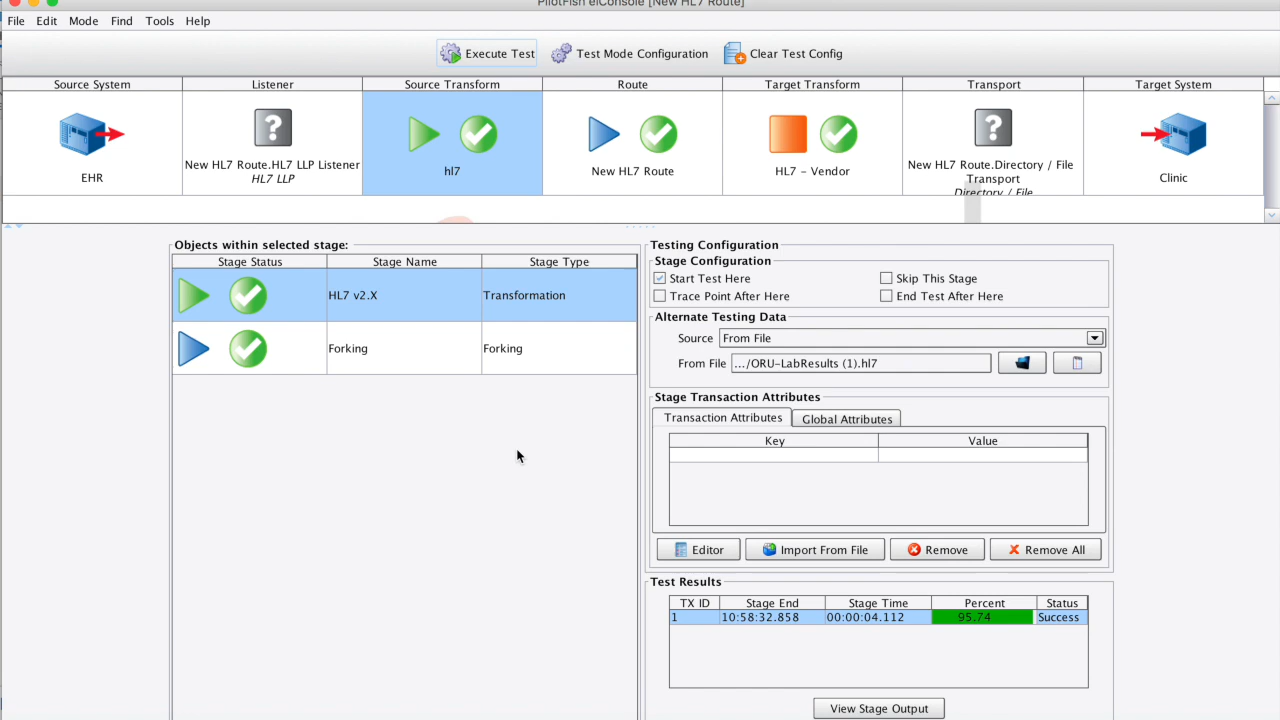 PilotFish eiConsole [New HL7 Route]
File Edit Mode Find Tools Help
Execute Test Test Mode Configuration Clear Test Config
Source System Listener Source Transform Route Target Transform Transport Target System
EHR
New HL7 Route.HL7 LLP Listener
HL7 LLP
hl7
New HL7 Route
HL7 - Vendor
New HL7 Route.Directory / File
Transport
Directory / File
Clinic
Objects within selected stage:
Stage Status Stage Name Stage Type
HL7 v2.X Transformation
Forking Forking
Testing Configuration
Stage Configuration
Start Test Here Skip This Stage
Trace Point After Here End Test After Here
Alternate Testing Data
Source From File
From File .../ORU-LabResults (1).hl7
Stage Transaction Attributes
Transaction Attributes Global Attributes
Key Value
Editor Import From File Remove Remove All
Test Results
TX ID Stage End Stage Time Percent Status
1 10:58:32.858 00:00:04.112 95.74 Success
View Stage Output